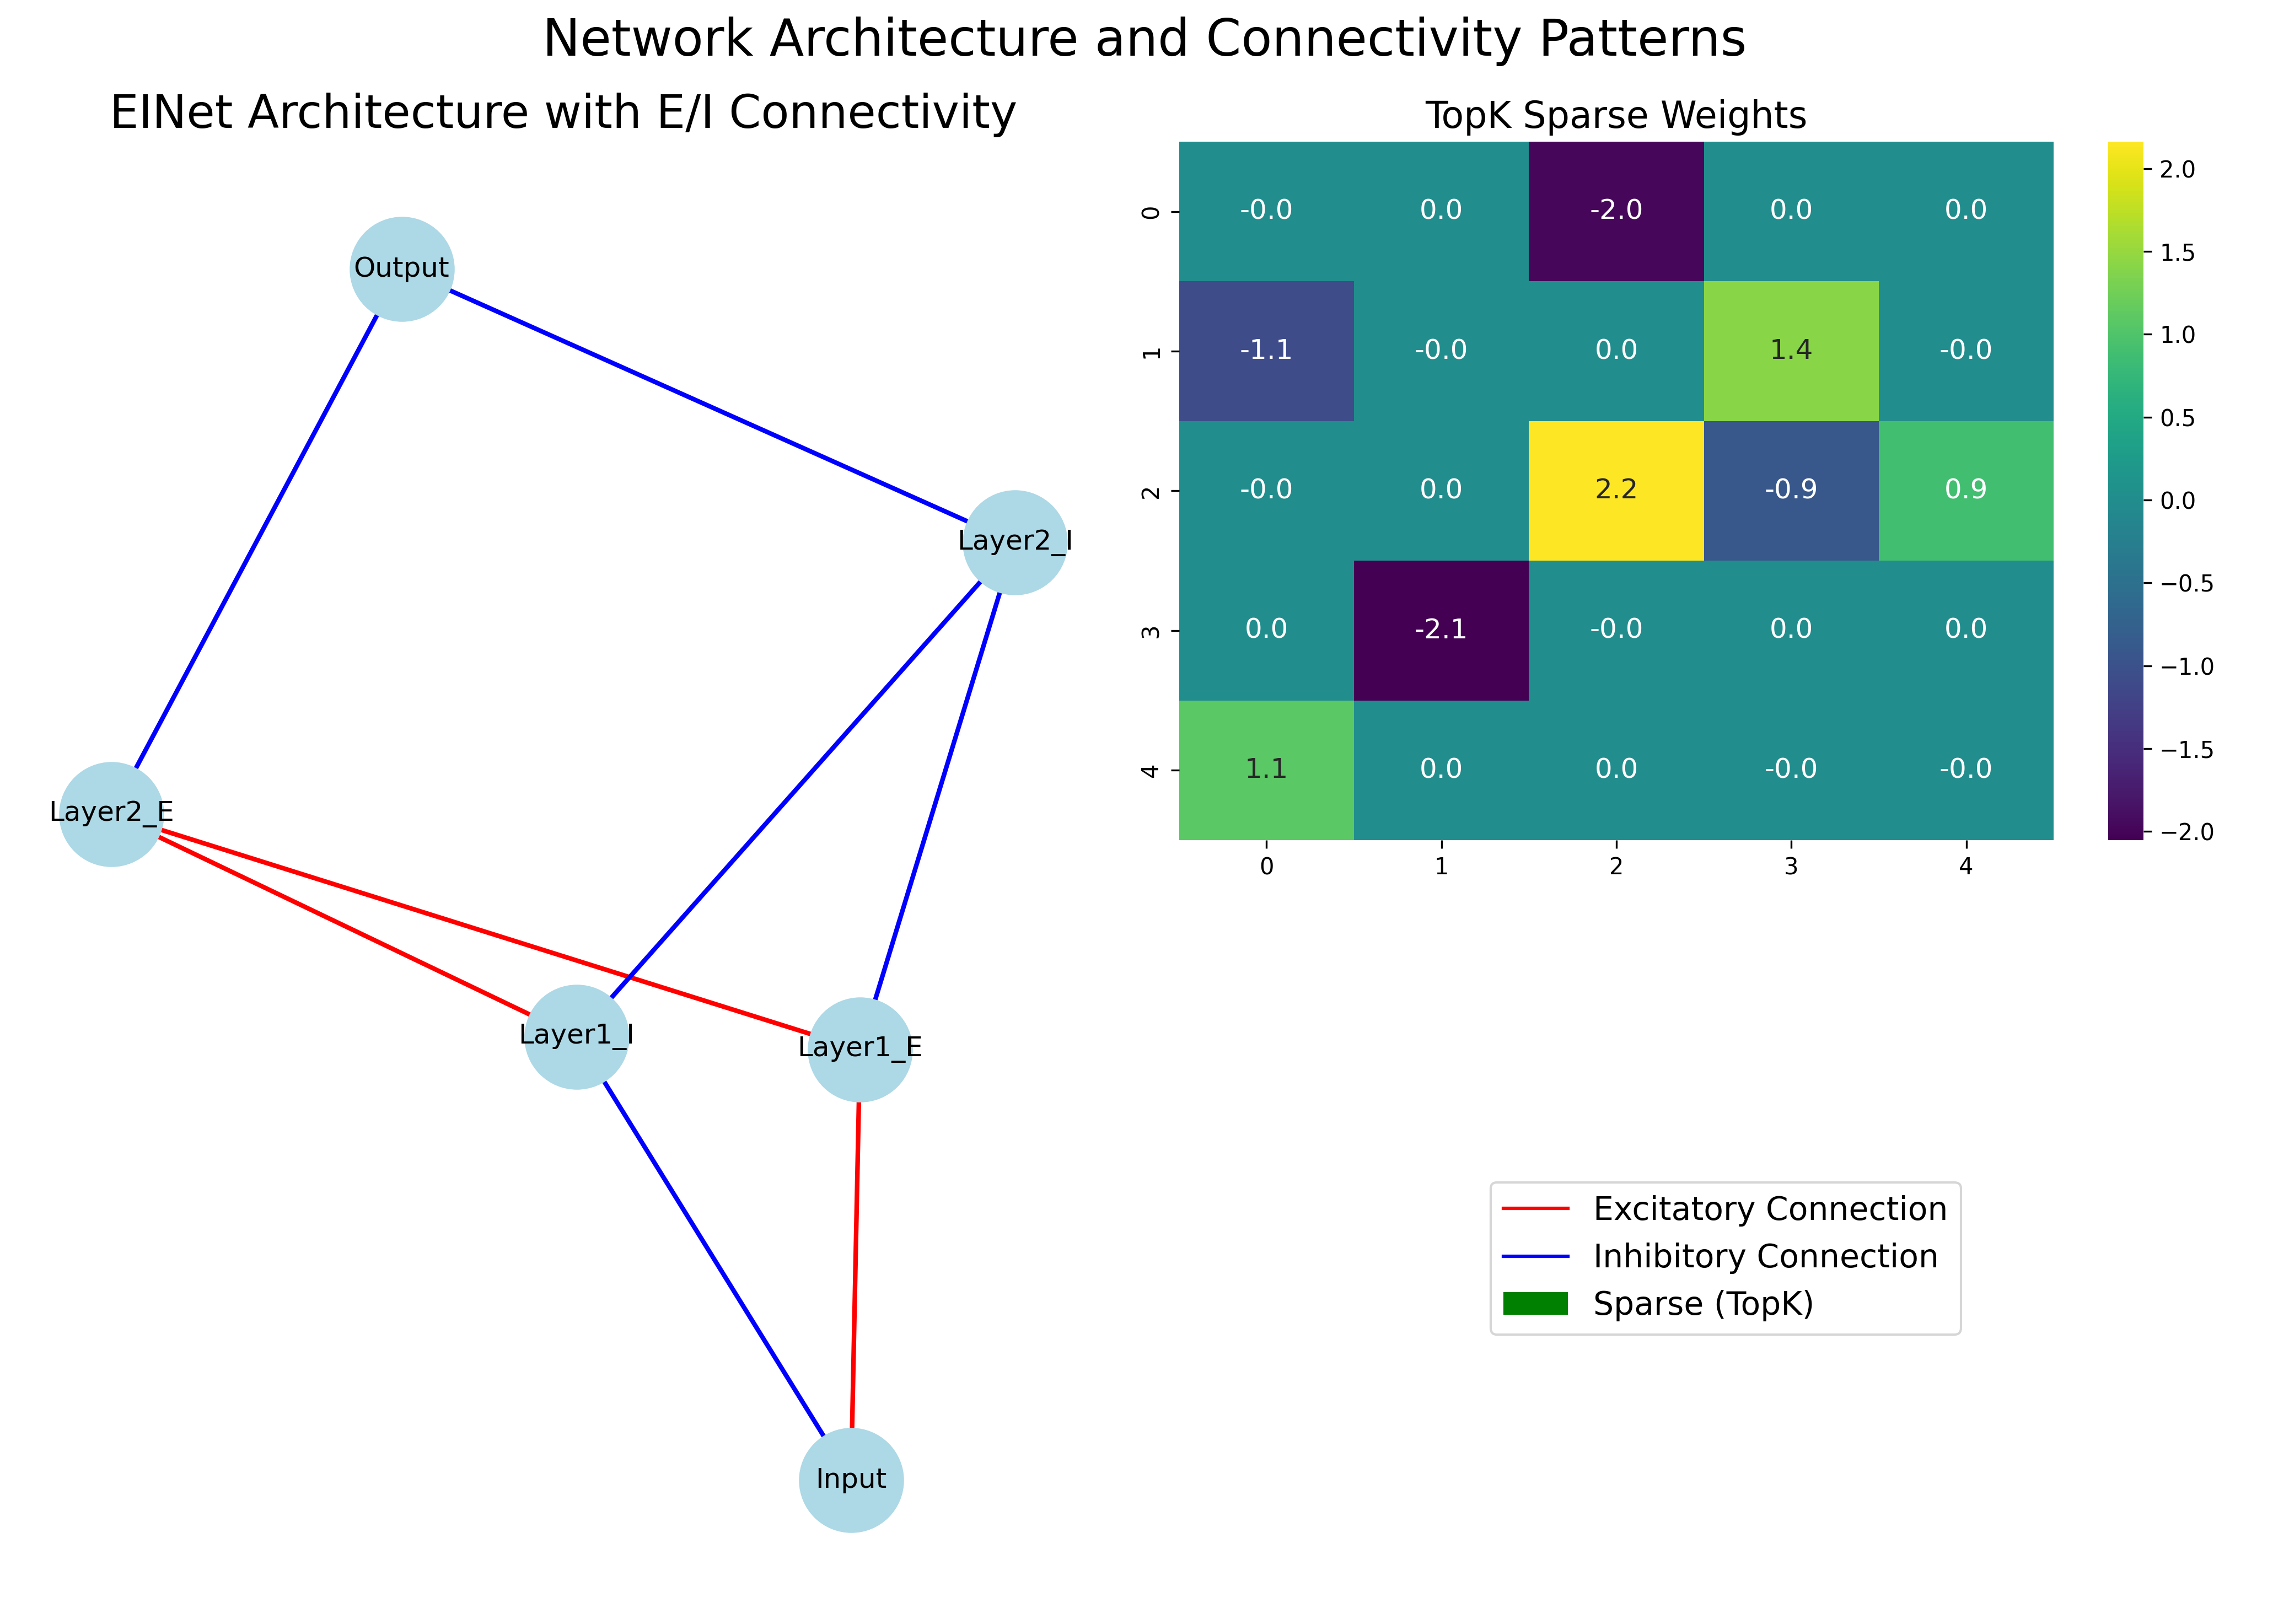 Network Architecture and Connectivity Patterns
EINet Architecture with E/I Connectivity
Output
Layer2_I
Layer2_E
Layer1_I
Layer1_E
Input
TopK Sparse Weights
0 -0.0 0.0 -2.0 0.0 0.0
1 -1.1 -0.0 0.0 1.4 -0.0
2 -0.0 0.0 2.2 -0.9 0.9
3 0.0 -2.1 -0.0 0.0 0.0
4 1.1 0.0 0.0 -0.0 -0.0
0 1 2 3 4
2.0
1.5
1.0
0.5
0.0
−0.5
−1.0
−1.5
−2.0
Excitatory Connection
Inhibitory Connection
Sparse (TopK)